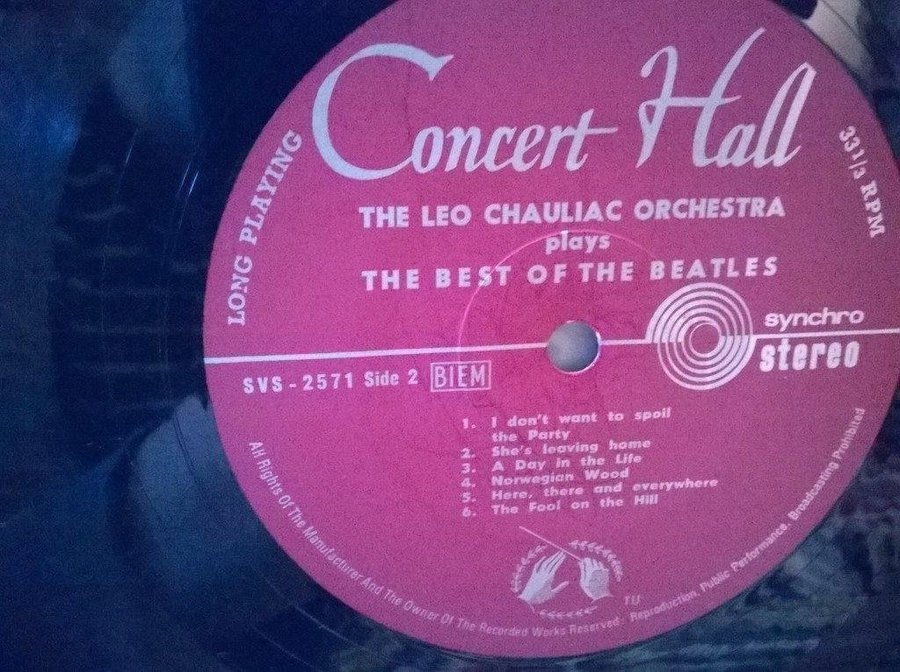 Concert Hall
LONG PLAYING
33 1/3 RPM
THE LEO CHAULIAC ORCHESTRA
plays
THE BEST OF THE BEATLES
synchro
stereo
SVS - 2571 Side 2 BIEM
1. I don't want to spoil
the Party
2. She's leaving home
3. A Day in the Life
4. Norwegian Wood
5. Here, there and everywhere
6. The Fool on the Hill
All Rights Of The Manufacturer And The Owner Of The Recorded Works Reserved. Reproduction. Public Performance. Broadcasting Prohibited